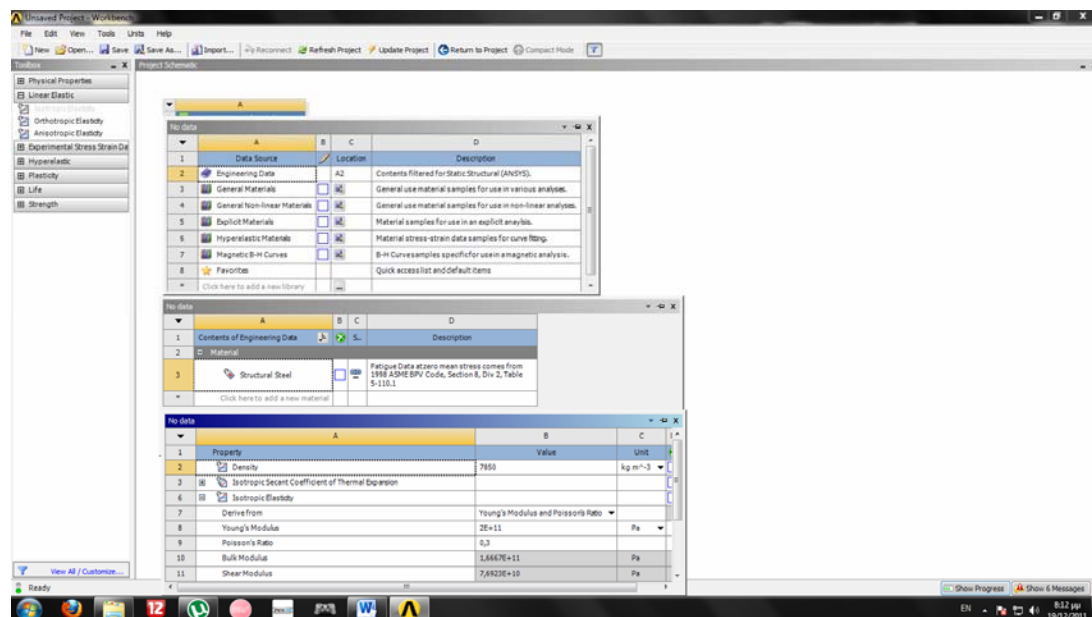 Unsaved Project - Workbench
File Edit View Tools Units Help
New Open... Save Save As... Import... Reconnect Refresh Project Update Project Return to Project Compact Mode
Toolbox
Project Schematic
Physical Properties
Linear Elastic
Isotropic Elasticity
Orthotropic Elasticity
Anisotropic Elasticity
Experimental Stress Strain Da
Hyperelastic
Plasticity
Life
Strength
View All / Customize...
A
No data
A B C D
1 Data Source Location Description
2 Engineering Data A2 Contents filtered for Static Structural (ANSYS).
3 General Materials General use material samples for use in various analyses.
4 General Non-linear Materials General use material samples for use in non-linear analyses.
5 Explicit Materials Material samples for use in an explicit anaylsis.
6 Hyperelastic Materials Material stress-strain data samples for curve fitting.
7 Magnetic B-H Curves B-H Curve samples specific for use in a magnetic analysis.
8 Favorites Quick access list and default items
* Click here to add a new library ...
No data
A B C D
1 Contents of Engineering Data S.. Description
2 Material
3 Structural Steel Fatigue Data at zero mean stress comes from
1998 ASME BPV Code, Section 8, Div 2, Table
5-110.1
* Click here to add a new material
No data
A B C
1 Property Value Unit
2 Density 7850 kg m^-3
3 Isotropic Secant Coefficient of Thermal Expansion
6 Isotropic Elasticity
7 Derive from Young's Modulus and Poisson's Ratio
8 Young's Modulus 2E+11 Pa
9 Poisson's Ratio 0,3
10 Bulk Modulus 1,6667E+11 Pa
11 Shear Modulus 7,6923E+10 Pa
Ready
Show Progress Show 6 Messages
12
EN
8:12 μμ
19/12/2011